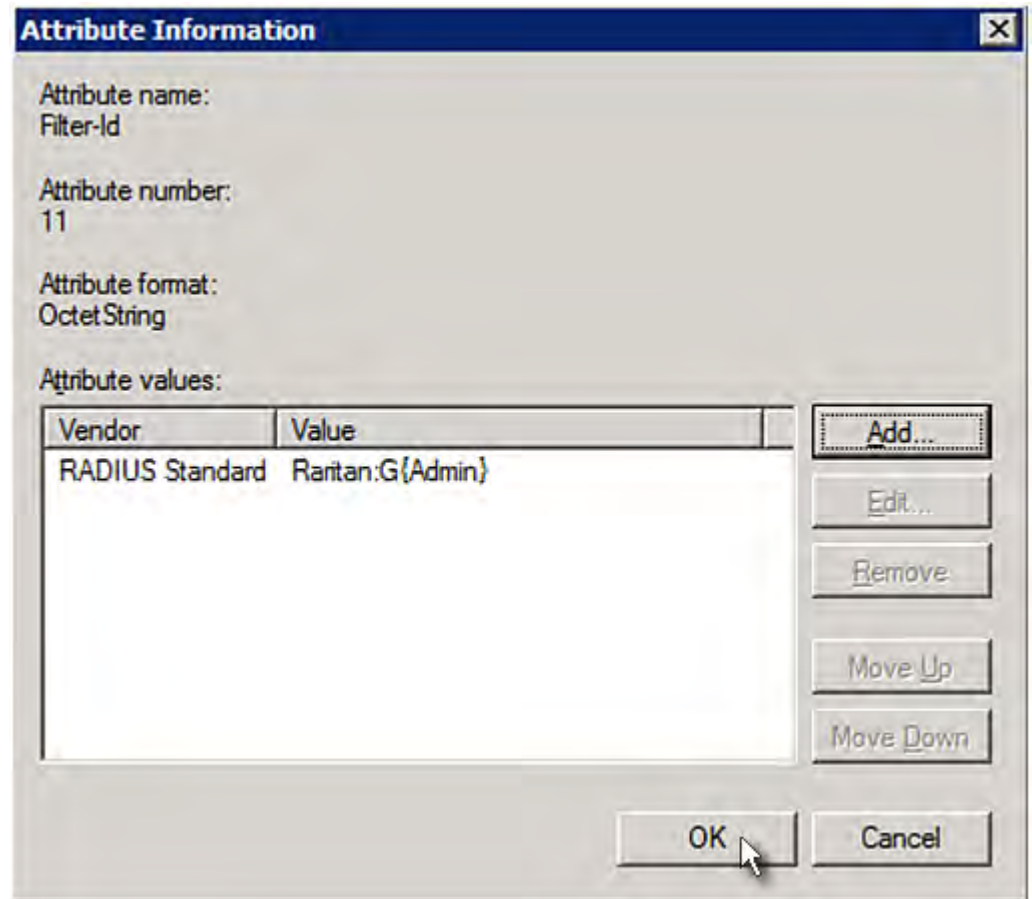 Attribute Information
Attribute name:
Filter-Id
Attribute number:
11
Attribute format:
OctetString
Attribute values:
Vendor Value
RADIUS Standard Raritan:G{Admin}
Add...
Edit...
Remove
Move Up
Move Down
OK Cancel